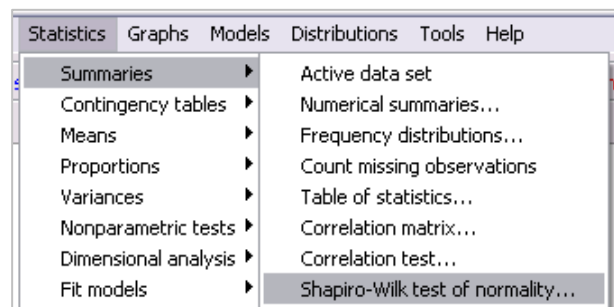 Statistics Graphs Models Distributions Tools Help
Summaries
Contingency tables
Means
Proportions
Variances
Nonparametric tests
Dimensional analysis
Fit models
Active data set
Numerical summaries...
Frequency distributions...
Count missing observations
Table of statistics...
Correlation matrix...
Correlation test...
Shapiro-Wilk test of normality...